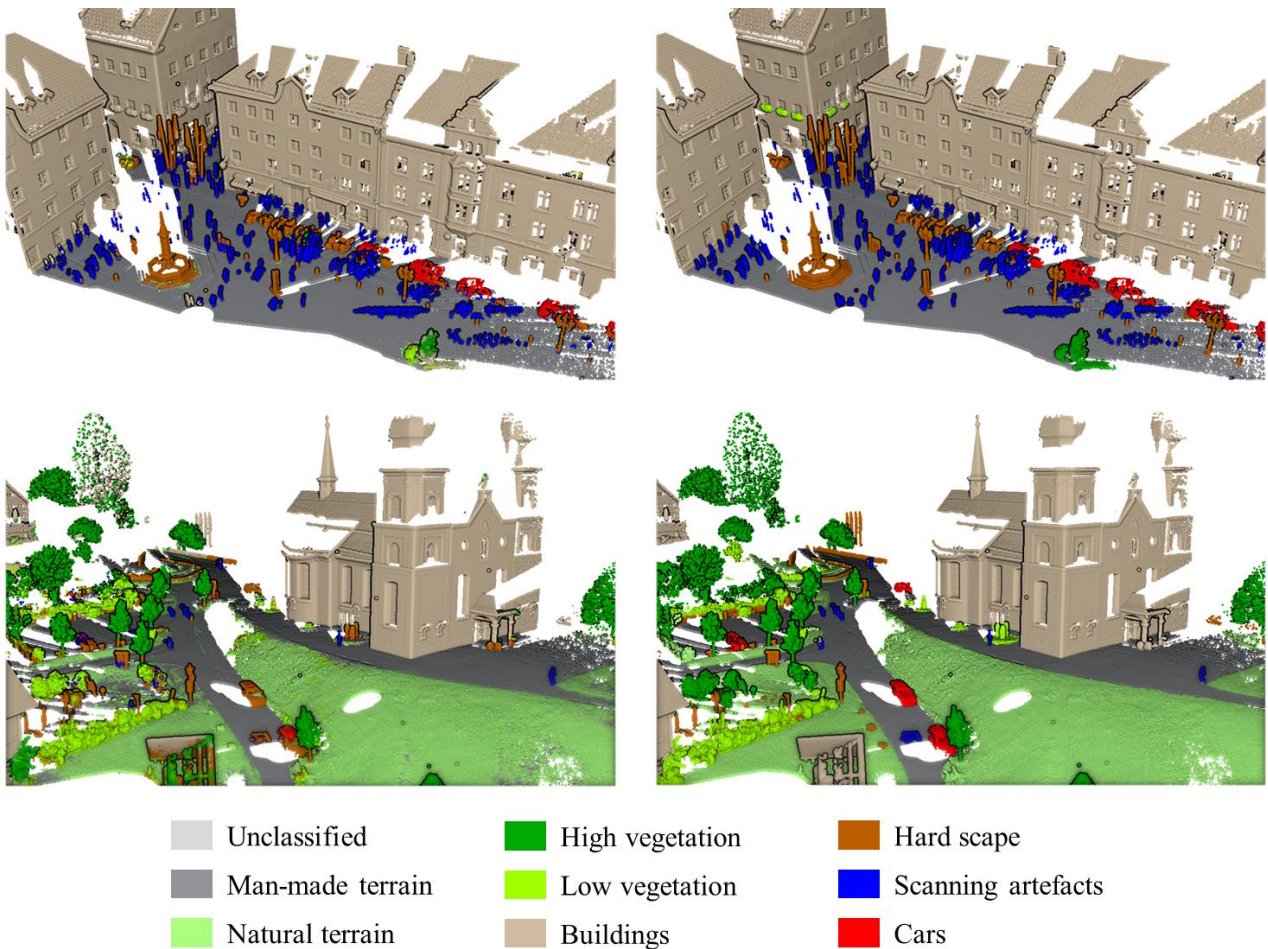 Unclassified
High vegetation
Hard scape
Man-made terrain
Low vegetation
Scanning artefacts
Natural terrain
Buildings
Cars